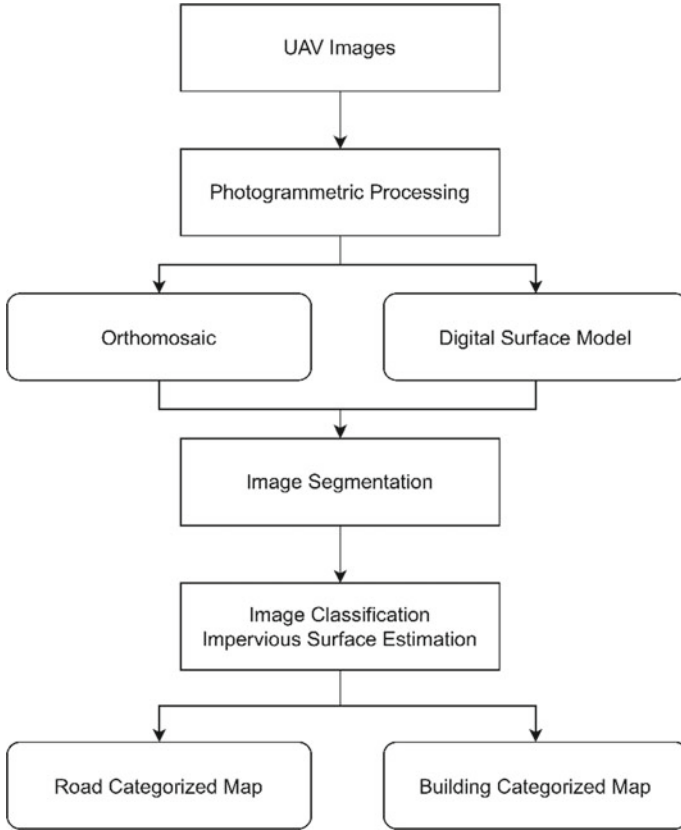 UAV Images
Photogrammetric Processing
Orthomosaic
Digital Surface Model
Image Segmentation
Image Classification
Impervious Surface Estimation
Road Categorized Map
Building Categorized Map